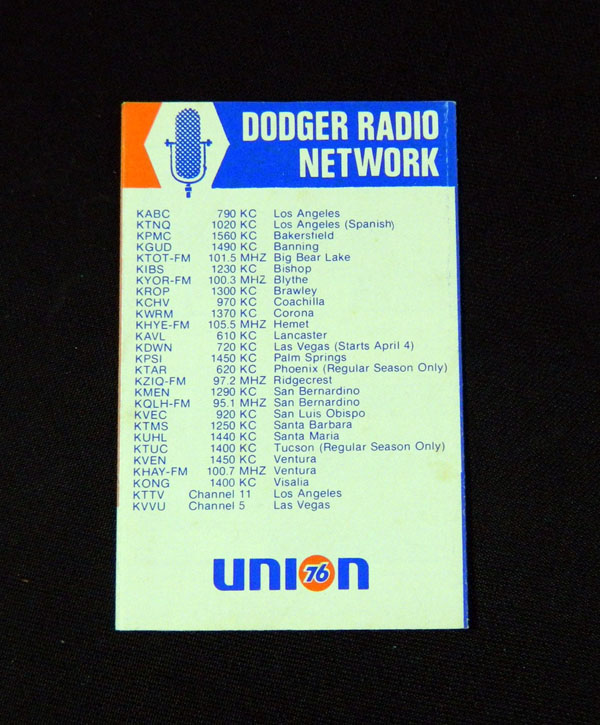 DODGER RADIO
NETWORK
KABC 790 KC Los Angeles
KTNQ 1020 KC Los Angeles (Spanish)
KPMC 1560 KC Bakersfield
KGUD 1490 KC Banning
KTOT-FM 101.5 MHZ Big Bear Lake
KIBS 1230 KC Bishop
KYOR-FM 100.3 MHZ Blythe
KROP 1300 KC Brawley
KCHV 970 KC Coachilla
KWRM 1370 KC Corona
KHYE-FM 105.5 MHZ Hemet
KAVL 610 KC Lancaster
KDWN 720 KC Las Vegas (Starts April 4)
KPSI 1450 KC Palm Springs
KTAR 620 KC Phoenix (Regular Season Only)
KZIQ-FM 97.2 MHZ Ridgecrest
KMEN 1290 KC San Bernardino
KQLH-FM 95.1 MHZ San Bernardino
KVEC 920 KC San Luis Obispo
KTMS 1250 KC Santa Barbara
KUHL 1440 KC Santa Maria
KTUC 1400 KC Tucson (Regular Season Only)
KVEN 1450 KC Ventura
KHAY-FM 100.7 MHZ Ventura
KONG 1400 KC Visalia
KTTV Channel 11 Los Angeles
KVVU Channel 5 Las Vegas
union 76